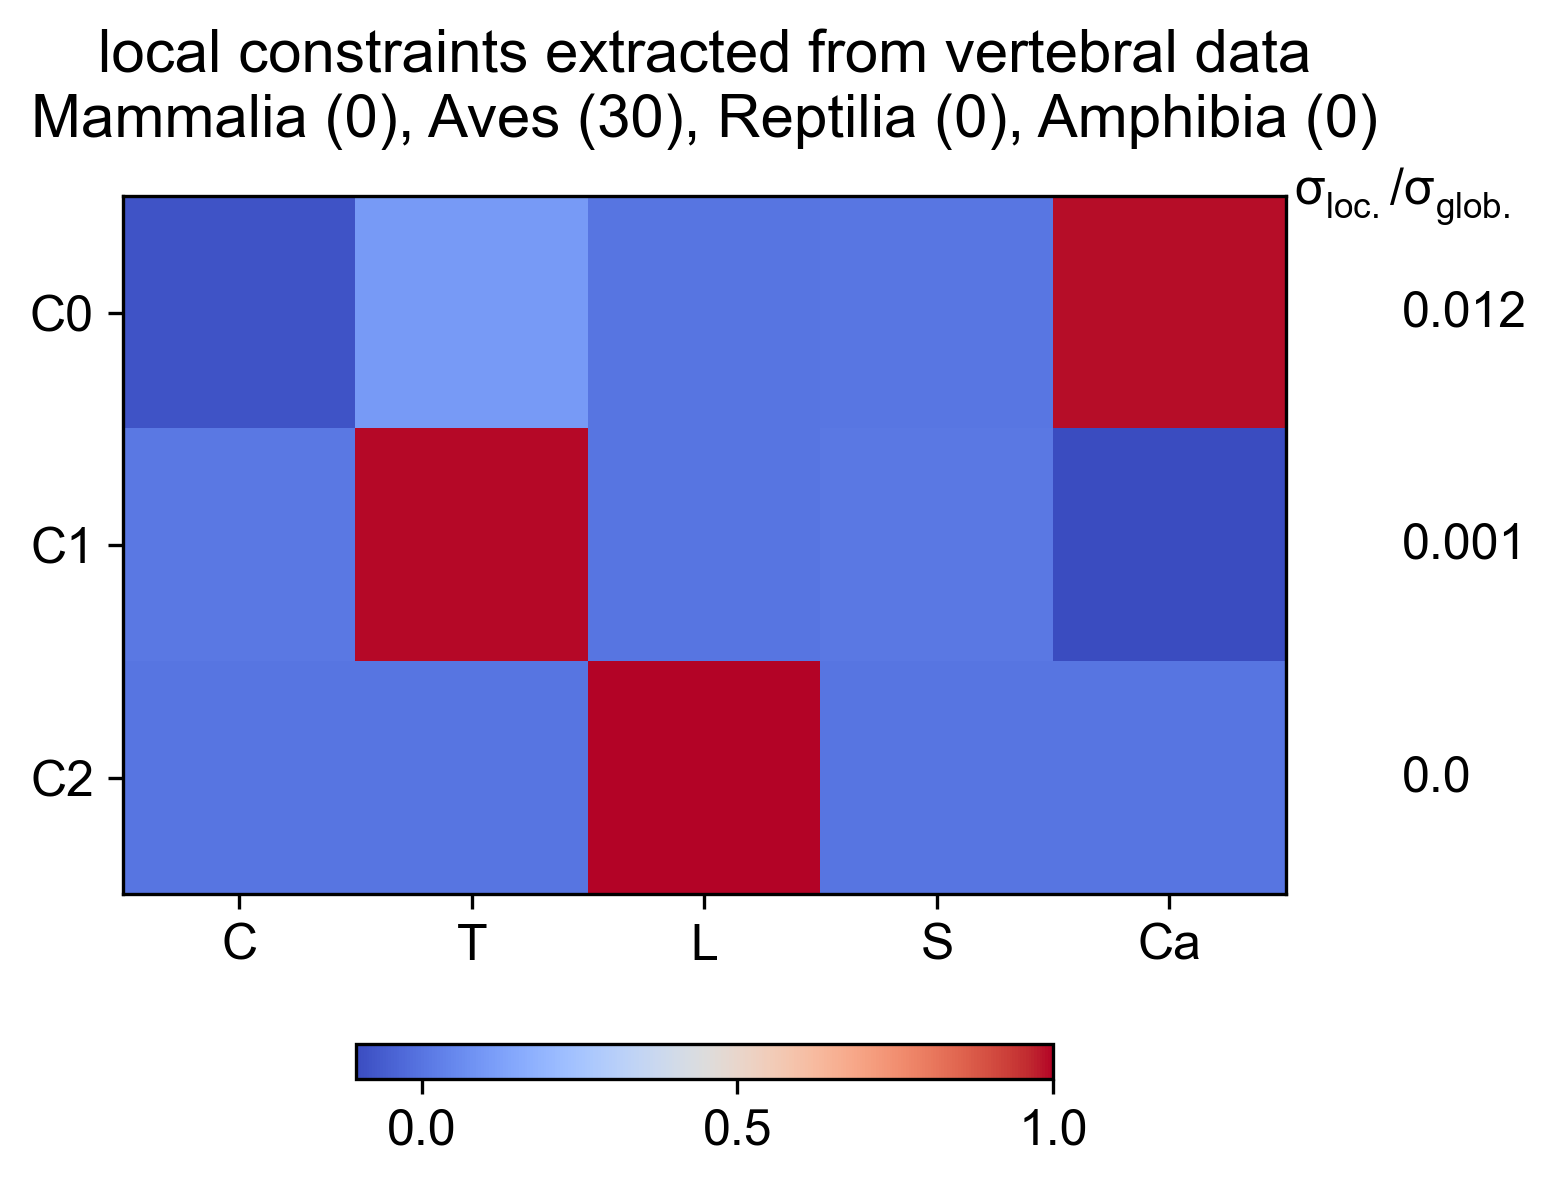 local constraints extracted from vertebral data
Mammalia (0), Aves (30), Reptilia (0), Amphibia (0)
σloc. /σglob.
C0 0.012
C1 0.001
C2 0.0
C T L S Ca
0.0 0.5 1.0